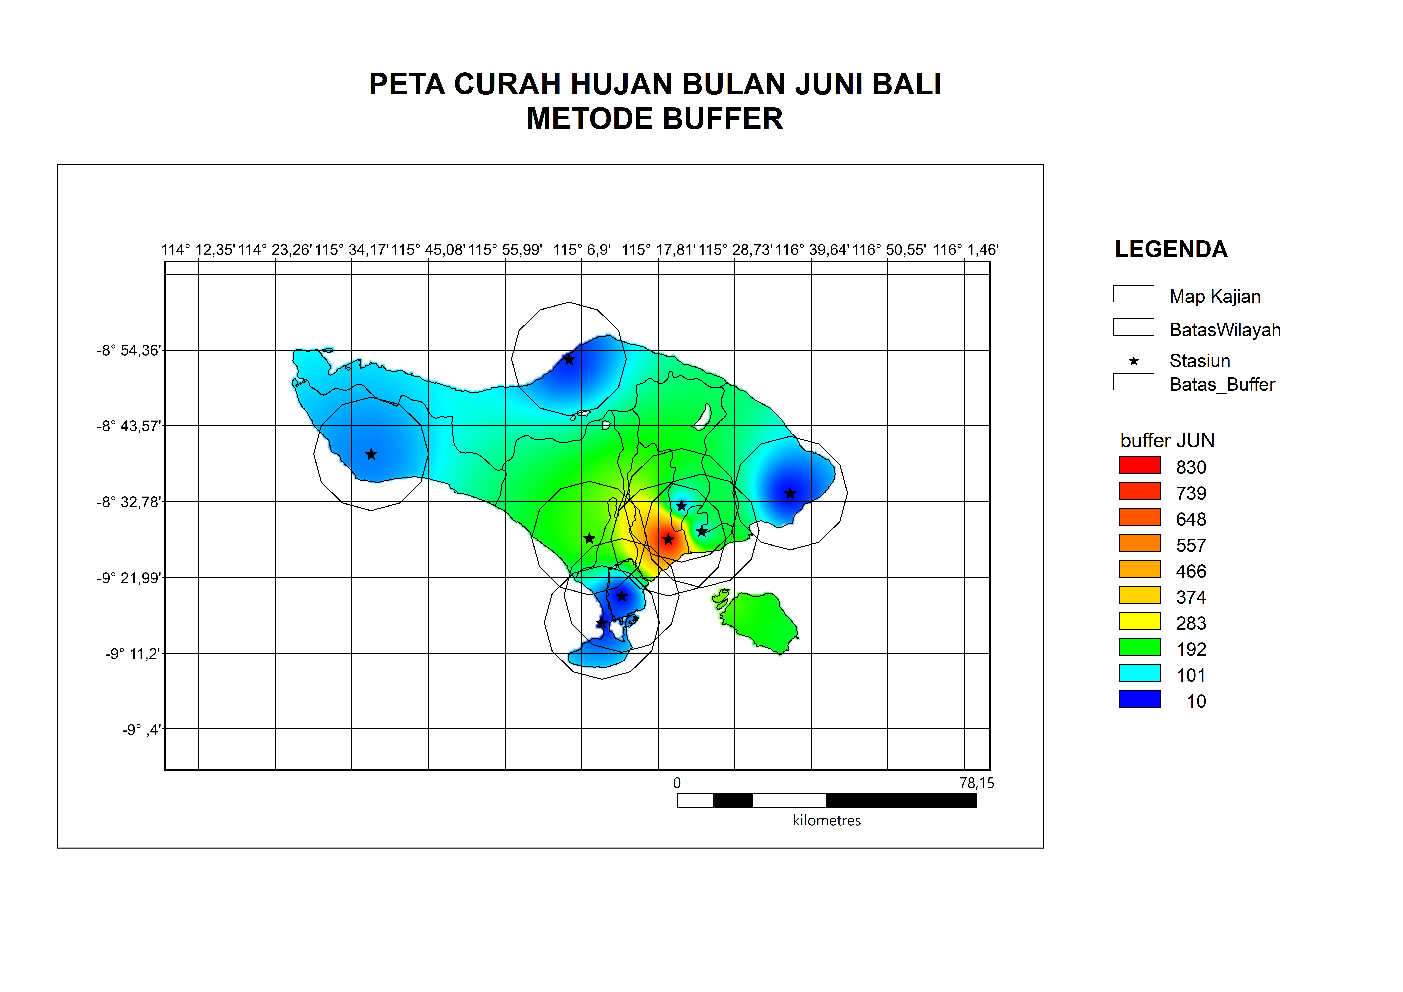 PETA CURAH HUJAN BULAN JUNI BALI
METODE BUFFER
114° 12,35' 114° 23,26' 115° 34,17' 115° 45,08' 115° 55,99' 115° 6,9' 115° 17,81' 115° 28,73' 116° 39,64' 116° 50,55' 116° 1,46'
-8° 54,36'
-8° 43,57'
-8° 32,78'
-9° 21,99'
-9° 11,2'
-9° ,4'
0 78,15
kilometres
LEGENDA
Map Kajian
BatasWilayah
Stasiun
Batas_Buffer
buffer JUN
830
739
648
557
466
374
283
192
101
10